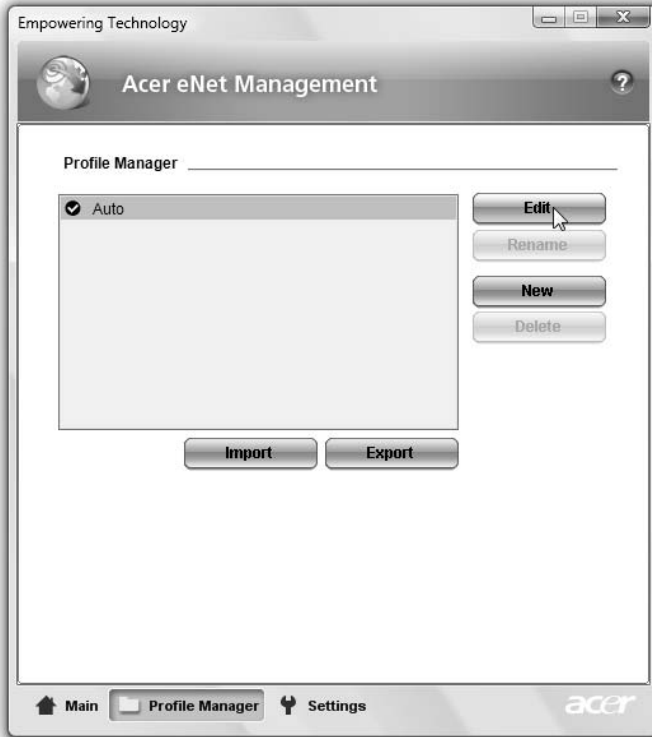 Empowering Technology
Acer eNet Management
?
Profile Manager
Auto
Edit
Rename
New
Delete
Import Export
Main Profile Manager Settings acer